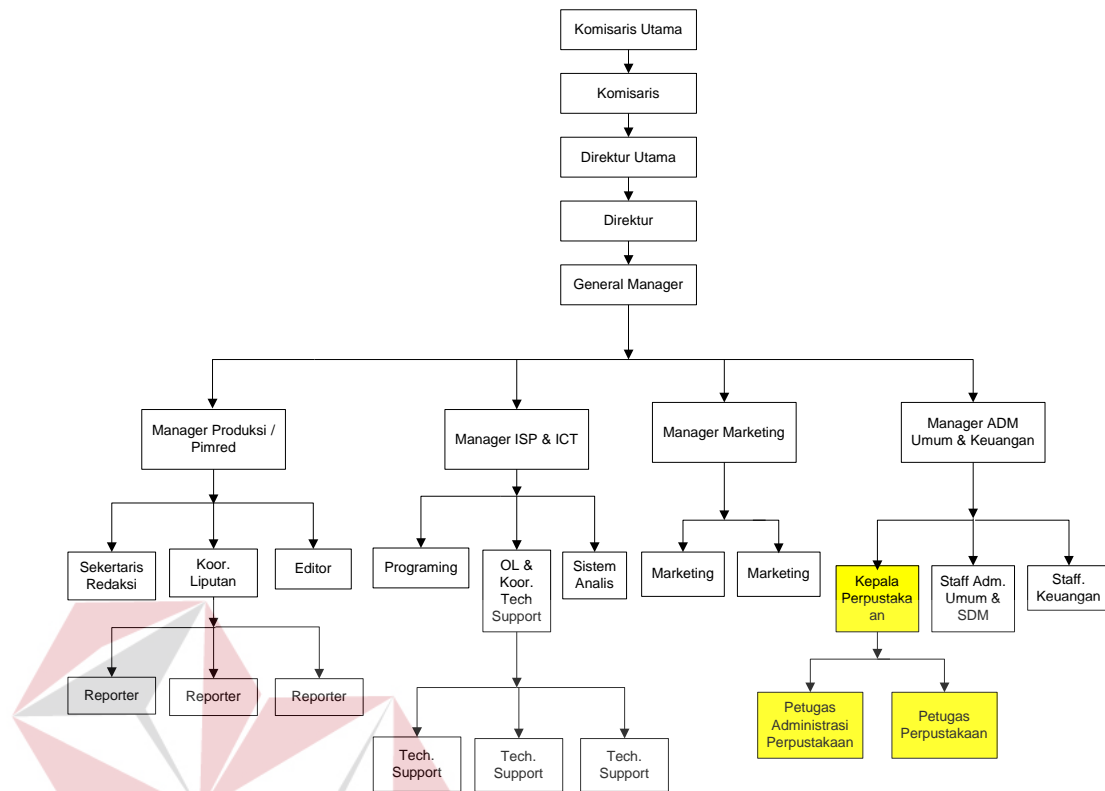 Komisaris Utama
Komisaris
Direktur Utama
Direktur
General Manager
Manager Produksi /
Pimred
Manager ISP & ICT
Manager Marketing
Manager ADM
Umum & Keuangan
Sekertaris
Redaksi
Koor.
Liputan
Editor
Programing
OL &
Koor.
Tech
Support
Sistem
Analis
Marketing
Marketing
Kepala
Perpustaka
an
Staff Adm.
Umum &
SDM
Staff.
Keuangan
Reporter
Reporter
Reporter
Tech.
Support
Tech.
Support
Tech.
Support
Petugas
Administrasi
Perpustakaan
Petugas
Perpustakaan